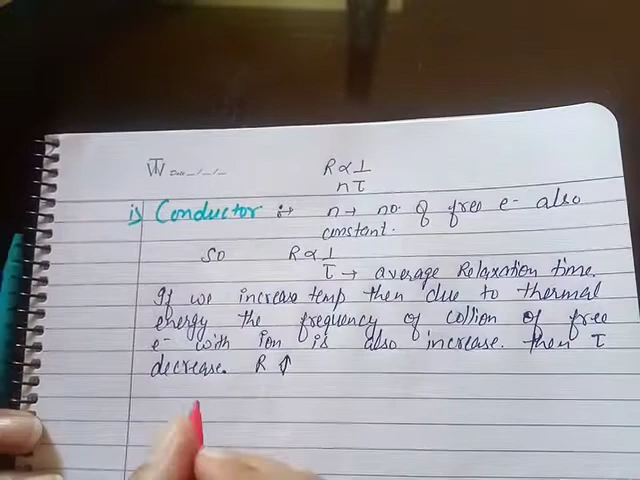 W Date _/_/_
R ∝ 1
nτ
i) Conductor :→ n → no. of free e- also
constant.
So R ∝ 1
τ → average Relaxation time.
If we increase temp then due to thermal
energy the frequency of collion of free
e- with ion is also increase. then τ
decrease. R ↑